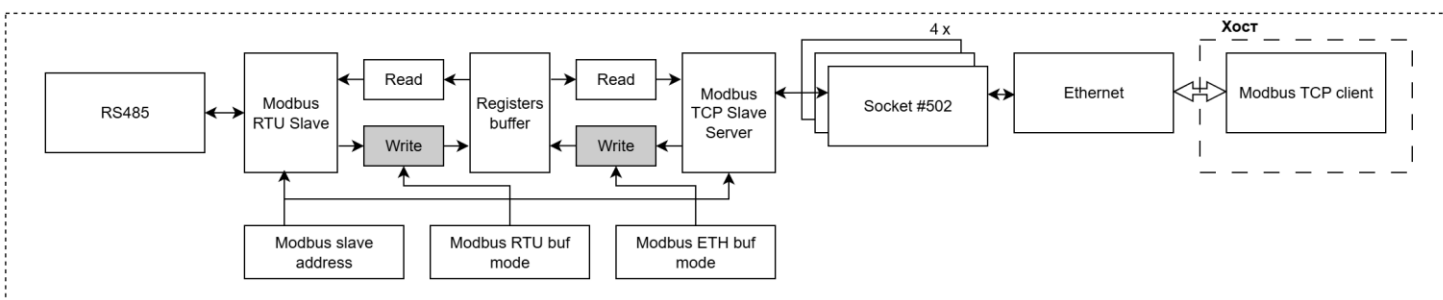 Хост
4 x
RS485
Modbus
RTU Slave
Read
Write
Registers
buffer
Read
Write
Modbus
TCP Slave
Server
Socket #502
Ethernet
Modbus TCP client
Modbus slave
address
Modbus RTU buf
mode
Modbus ETH buf
mode